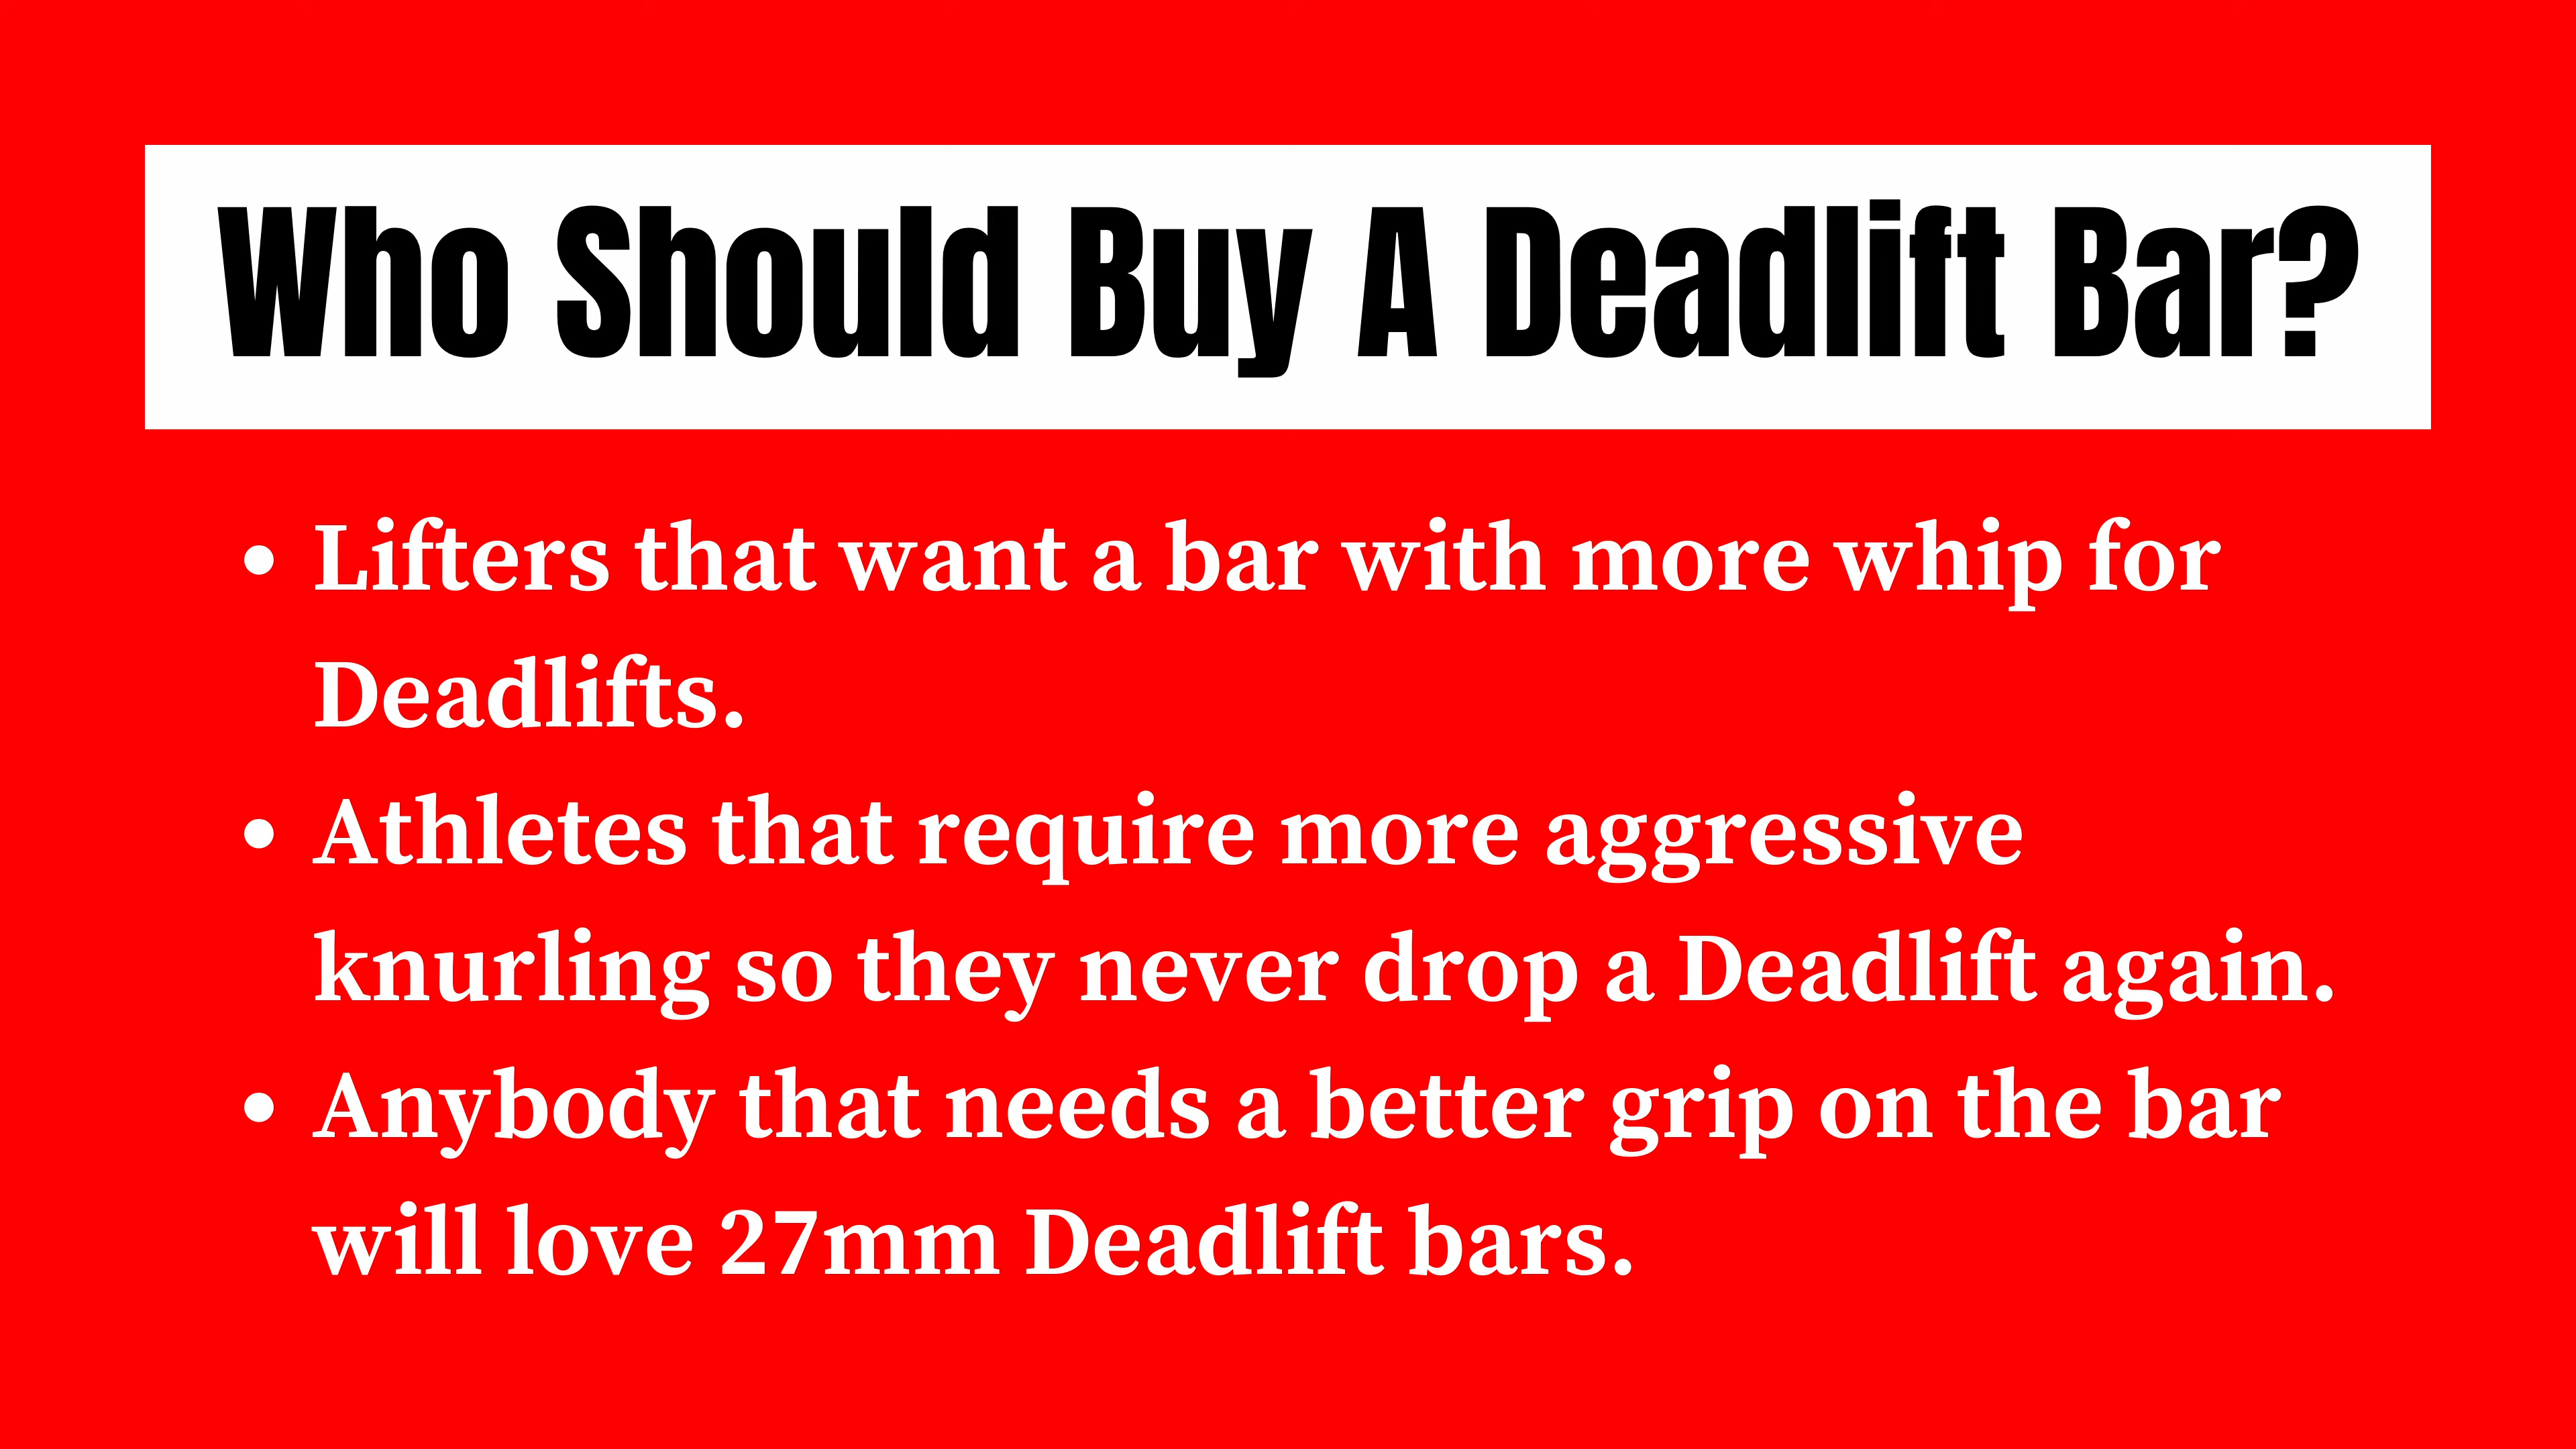 Who Should Buy A Deadlift Bar?
• Lifters that want a bar with more whip for
Deadlifts.
• Athletes that require more aggressive
knurling so they never drop a Deadlift again.
• Anybody that needs a better grip on the bar
will love 27mm Deadlift bars.